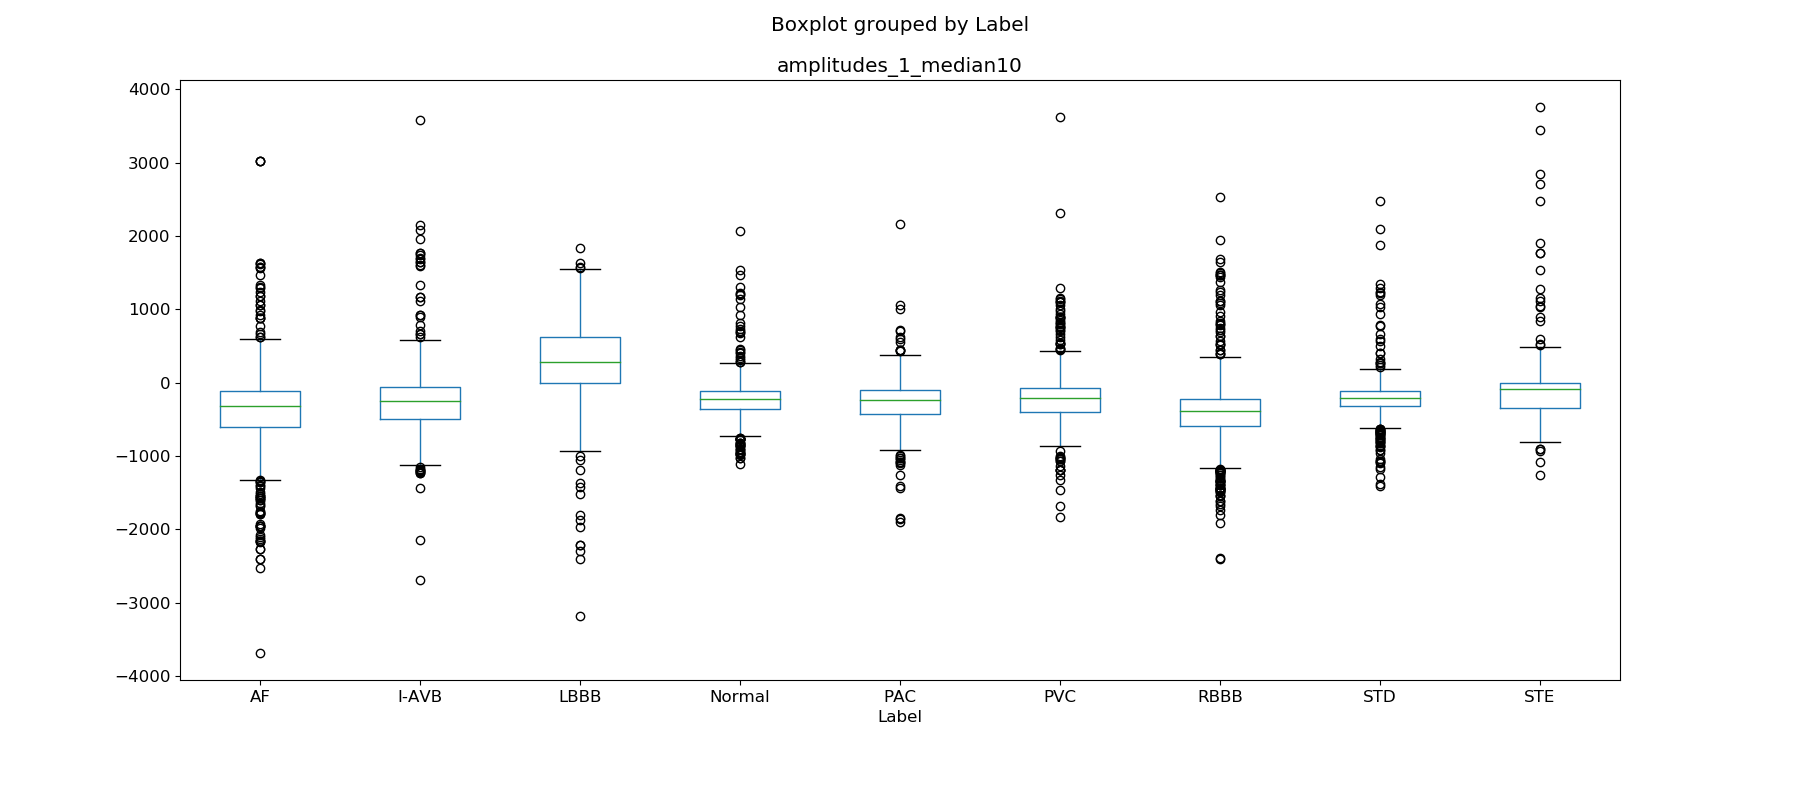 Boxplot grouped by Label
amplitudes_1_median10
4000
3000
2000
1000
0
−1000
−2000
−3000
−4000
AF I-AVB LBBB Normal PAC PVC RBBB STD STE
Label